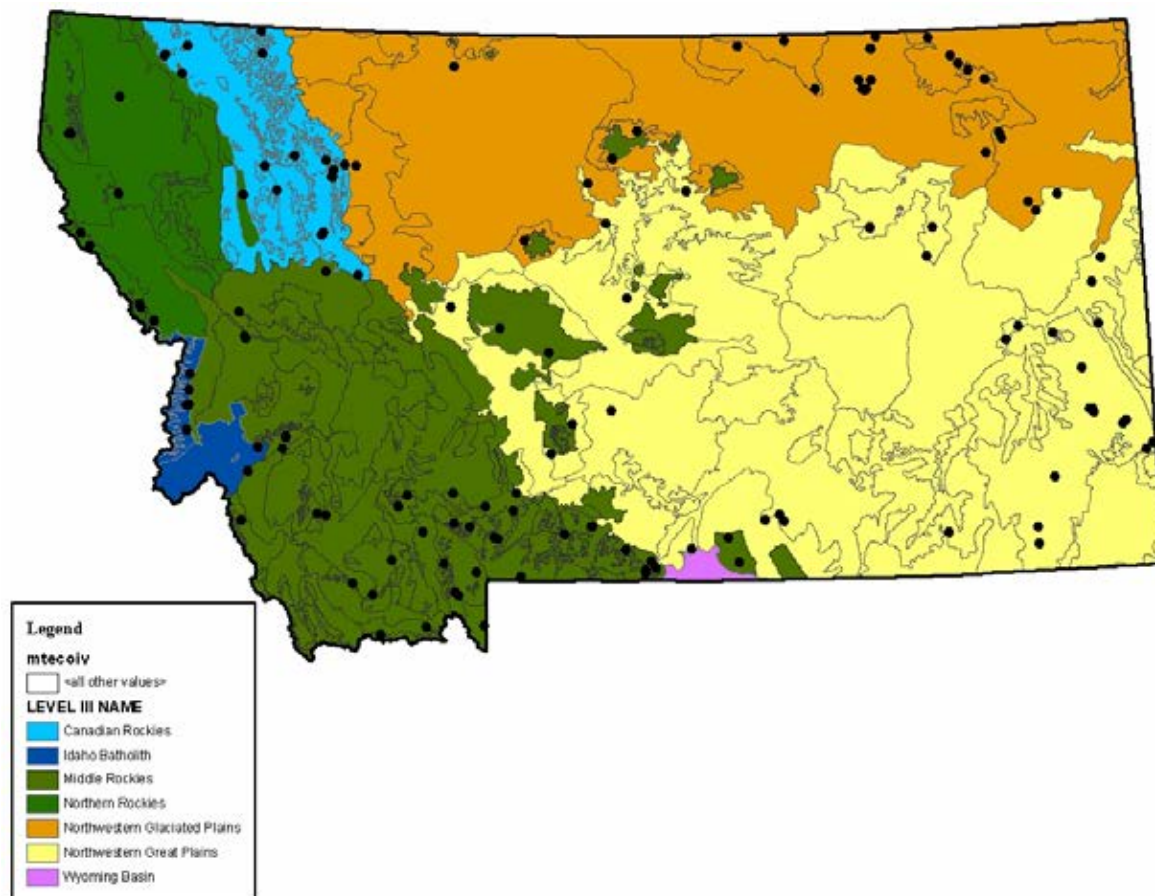 Legend
mtecoiv
<all other values>
LEVEL III NAME
Canadian Rockies
Idaho Batholith
Middle Rockies
Northern Rockies
Northwestern Glaciated Plains
Northwestern Great Plains
Wyoming Basin